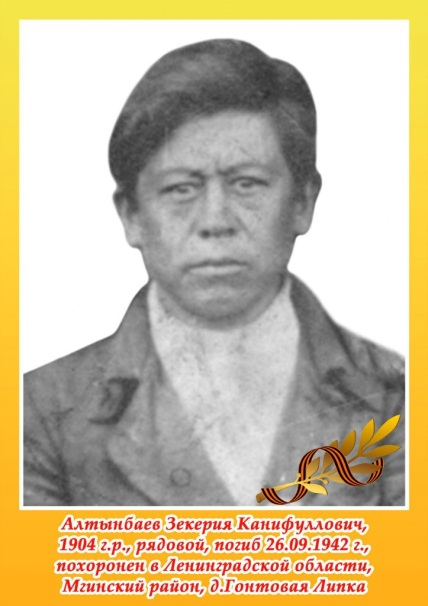 Алтынбаев Зекерия Канифуллович,
1904 г.р., рядовой, погиб 26.09.1942 г.,
похоронен в Ленинградской области,
Мгинский район, д.Гонтовая Липка